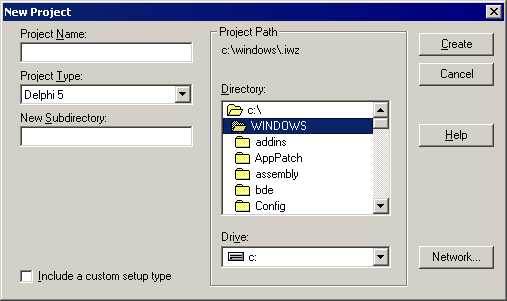 New Project
Project Name:
Project Type:
Delphi 5
New Subdirectory:
Include a custom setup type
Project Path
c:\windows\.iwz
Directory:
c:\
WINDOWS
addins
AppPatch
assembly
bde
Config
Drive:
c:
Create
Cancel
Help
Network...